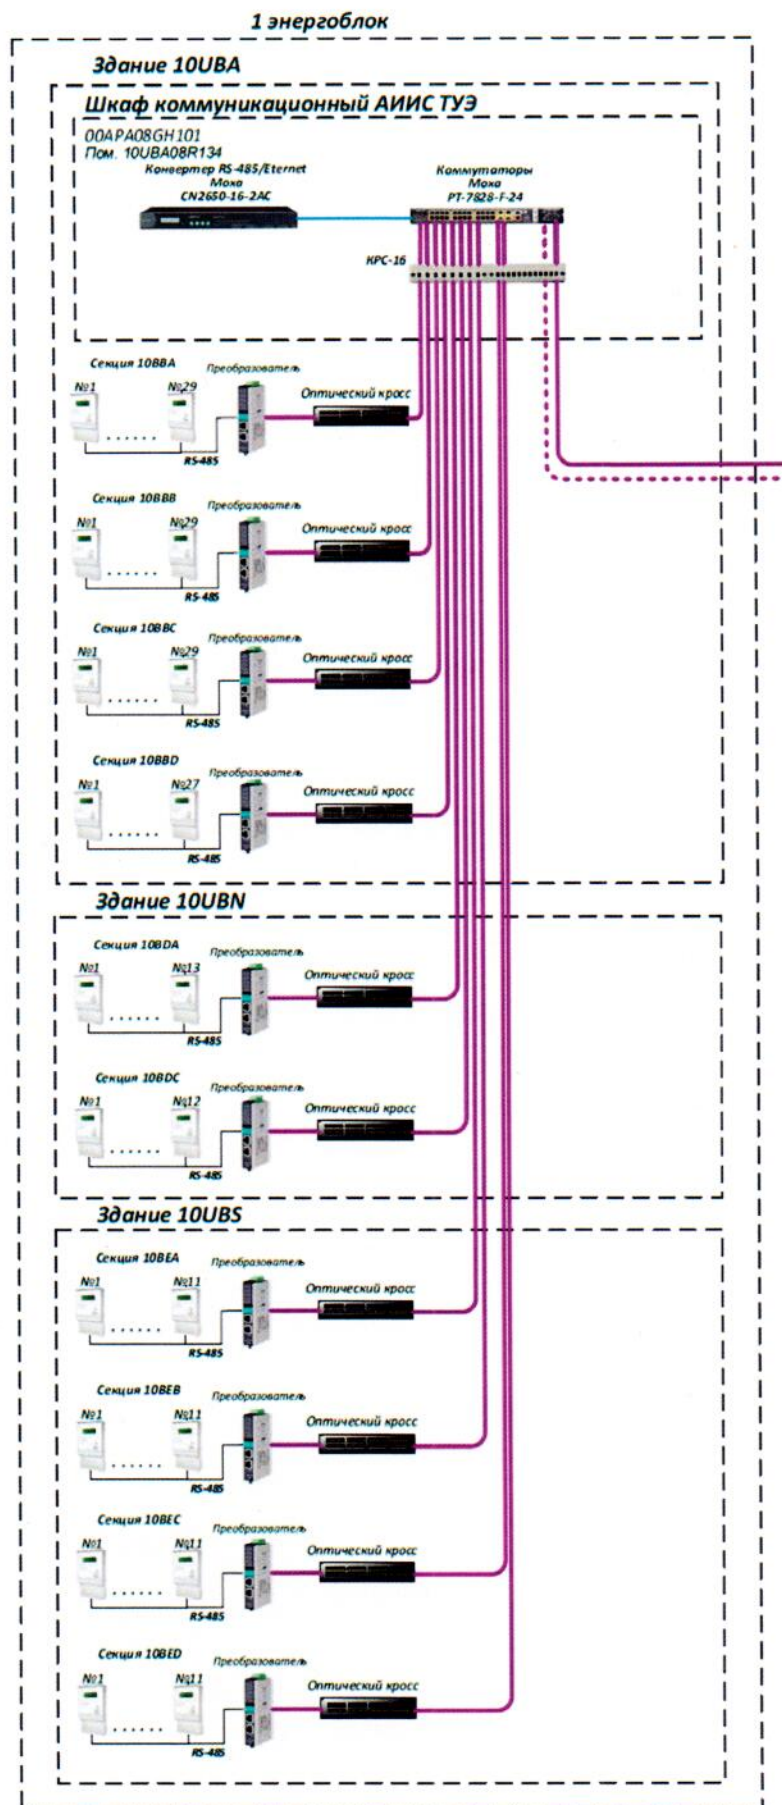 1 энергоблок
Здание 10UBA
Шкаф коммуникационный АИИС ТУЭ
00APA08GH101
Пом. 10UBA08R134
Конвертер RS-485/Eternet
Моха
CN2650-16-2AC
Коммутаторы
Моха
PT-7828-F-24
КРС-16
Секция 10BBA
Преобразователь
№1
№29
Оптический кросс
RS-485
Секция 10BBB
Преобразователь
№1
№29
Оптический кросс
RS-485
Секция 10BBC
Преобразователь
№1
№29
Оптический кросс
RS-485
Секция 10BBD
Преобразователь
№1
№27
Оптический кросс
RS-485
Здание 10UBN
Секция 10BDA
Преобразователь
№1
№13
Оптический кросс
RS-485
Секция 10BDC
Преобразователь
№1
№12
Оптический кросс
RS-485
Здание 10UBS
Секция 10BEA
Преобразователь
№1
№11
Оптический кросс
RS-485
Секция 10BEB
Преобразователь
№1
№11
Оптический кросс
RS-485
Секция 10BEC
Преобразователь
№1
№11
Оптический кросс
RS-485
Секция 10BED
Преобразователь
№1
№11
Оптический кросс
RS-485